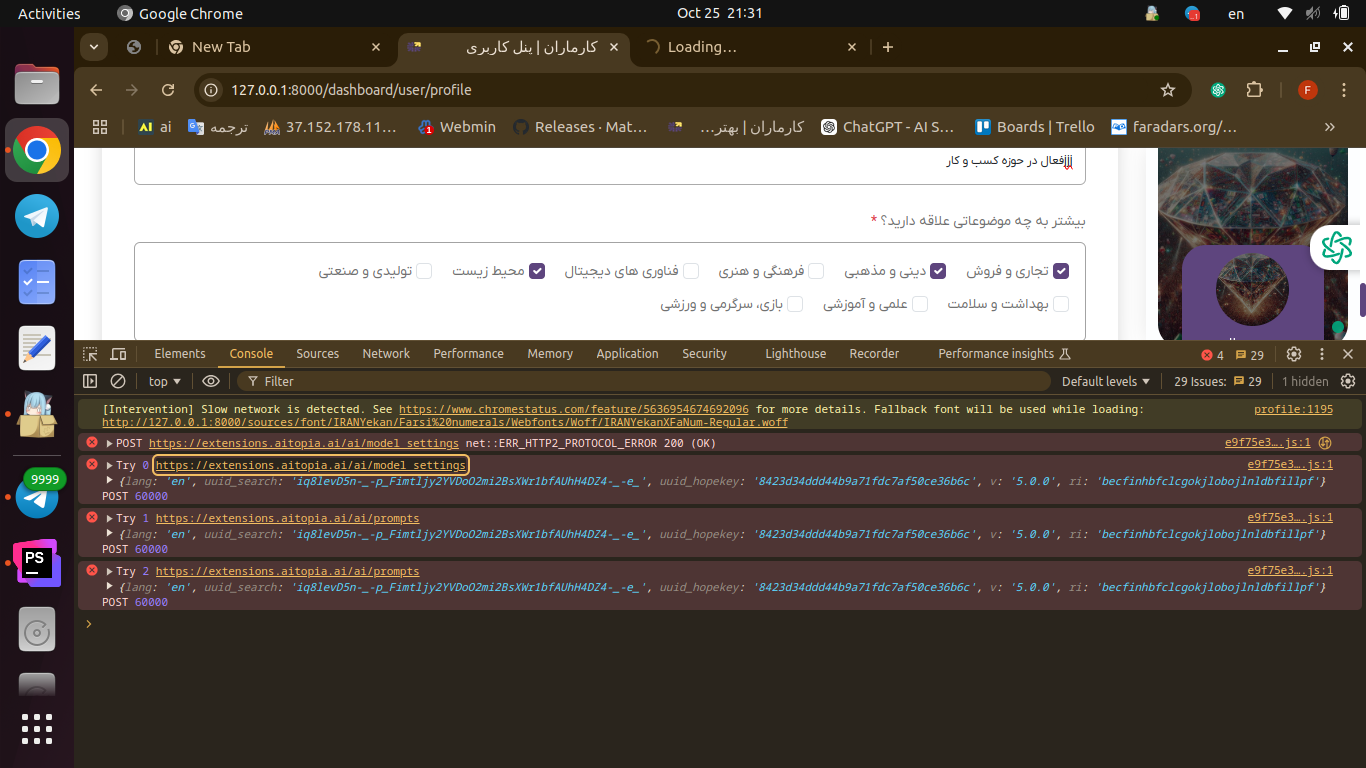 Activities
Google Chrome
Oct 25 21:31
en
New Tab
کارماران | پنل کاربری
Loading…
127.0.0.1:8000/dashboard/user/profile
F
AI ai
ترجمه
37.152.178.11…
Webmin
Releases · Mat…
کارماران | بهتر…
ChatGPT - AI S…
Boards | Trello
faradars.org/…
»
jjjفعال در حوزه کسب و کار
بیشتر به چه موضوعاتی علاقه دارید؟ *
تجاری و فروش
دینی و مذهبی
فرهنگی و هنری
فناوری های دیجیتال
محیط زیست
تولیدی و صنعتی
بهداشت و سلامت
علمی و آموزشی
بازی، سرگرمی و ورزشی
Elements Console Sources Network Performance Memory Application Security Lighthouse Recorder Performance insights 4 29
top Filter Default levels 29 Issues: 29 1 hidden
[Intervention] Slow network is detected. See https://www.chromestatus.com/feature/5636954674692096 for more details. Fallback font will be used while loading: profile:1195
http://127.0.0.1:8000/sources/font/IRANYekan/Farsi%20numerals/Webfonts/Woff/IRANYekanXFaNum-Regular.woff
POST https://extensions.aitopia.ai/ai/model_settings net::ERR_HTTP2_PROTOCOL_ERROR 200 (OK) e9f75e3….js:1
Try 0 https://extensions.aitopia.ai/ai/model_settings e9f75e3….js:1
{lang: 'en', uuid_search: 'iq8levD5n-_-p_Fimtljy2YVDoO2mi2BsXWr1bfAUhH4DZ4-_-e_', uuid_hopekey: '8423d34ddd44b9a71fdc7af50ce36b6c', v: '5.0.0', ri: 'becfinhbfclcgokjlobojlnldbfillpf'}
POST 60000
Try 1 https://extensions.aitopia.ai/ai/prompts e9f75e3….js:1
{lang: 'en', uuid_search: 'iq8levD5n-_-p_Fimtljy2YVDoO2mi2BsXWr1bfAUhH4DZ4-_-e_', uuid_hopekey: '8423d34ddd44b9a71fdc7af50ce36b6c', v: '5.0.0', ri: 'becfinhbfclcgokjlobojlnldbfillpf'}
POST 60000
Try 2 https://extensions.aitopia.ai/ai/prompts e9f75e3….js:1
{lang: 'en', uuid_search: 'iq8levD5n-_-p_Fimtljy2YVDoO2mi2BsXWr1bfAUhH4DZ4-_-e_', uuid_hopekey: '8423d34ddd44b9a71fdc7af50ce36b6c', v: '5.0.0', ri: 'becfinhbfclcgokjlobojlnldbfillpf'}
POST 60000
9999
PS